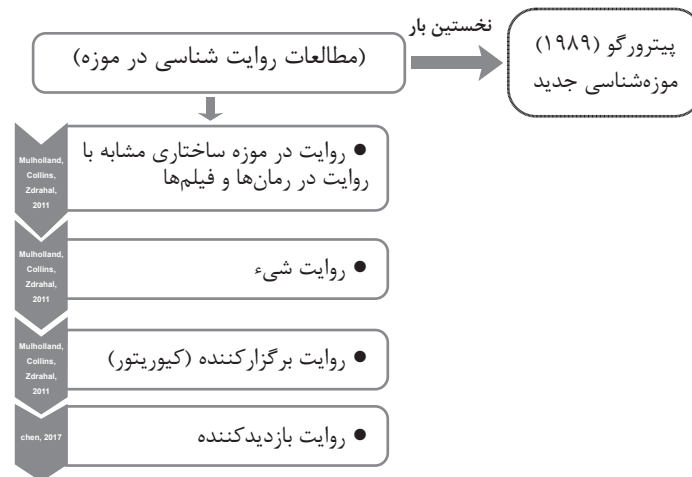 نخستین بار
پیترورگو (۱۹۸۹)
موزه‌شناسی جدید
(مطالعات روایت شناسی در موزه)
Mulholland,
Collins,
Zdrahal,
2011
● روایت در موزه ساختاری مشابه با
روایت در رمان‌ها و فیلم‌ها
Mulholland,
Collins,
Zdrahal,
2011
● روایت شیء
Mulholland,
Collins,
Zdrahal,
2011
● روایت برگزارکننده (کیوریتور)
chen, 2017
● روایت بازدیدکننده